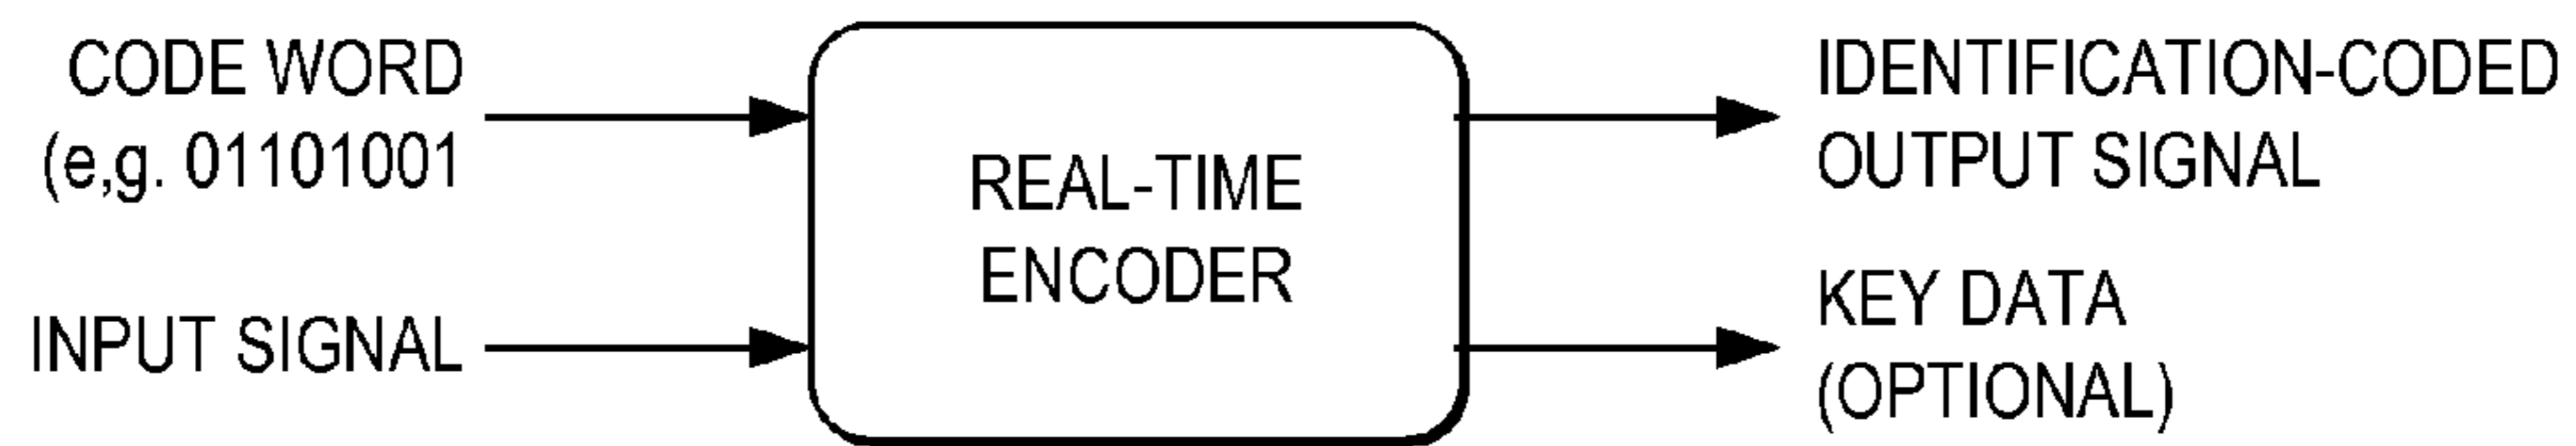 CODE WORD
(e,g. 01101001
INPUT SIGNAL
REAL-TIME
ENCODER
IDENTIFICATION-CODED
OUTPUT SIGNAL
KEY DATA
(OPTIONAL)